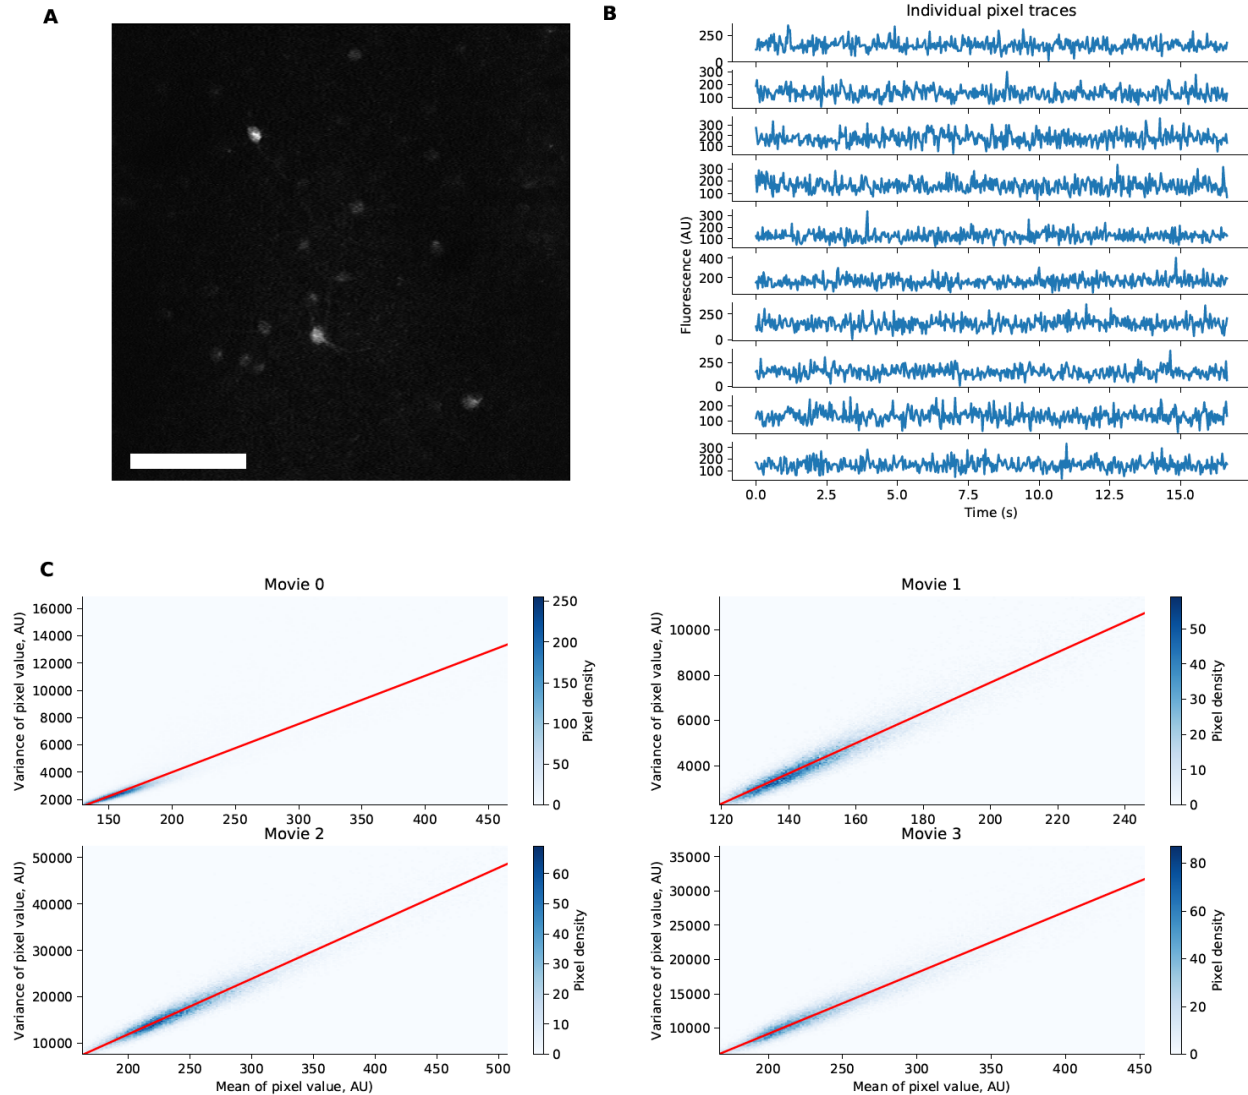 A
B
Individual pixel traces
250
0
300
200
100
300
200
100
300
200
100
300
200
100
400
200
250
0
250
0
200
100
300
200
100
Fluorescence (AU)
0.0 2.5 5.0 7.5 10.0 12.5 15.0
Time (s)
C
Movie 0
16000
14000
12000
10000
8000
6000
4000
2000
Variance of pixel value, AU)
150 200 250 300 350 400 450
250
200
150
100
50
0
Pixel density
Movie 1
10000
8000
6000
4000
Variance of pixel value, AU)
120 140 160 180 200 220 240
50
40
30
20
10
0
Pixel density
Movie 2
50000
40000
30000
20000
10000
Variance of pixel value, AU)
200 250 300 350 400 450 500
Mean of pixel value, AU)
60
50
40
30
20
10
0
Pixel density
Movie 3
35000
30000
25000
20000
15000
10000
Variance of pixel value, AU)
200 250 300 350 400 450
Mean of pixel value, AU)
80
60
40
20
0
Pixel density